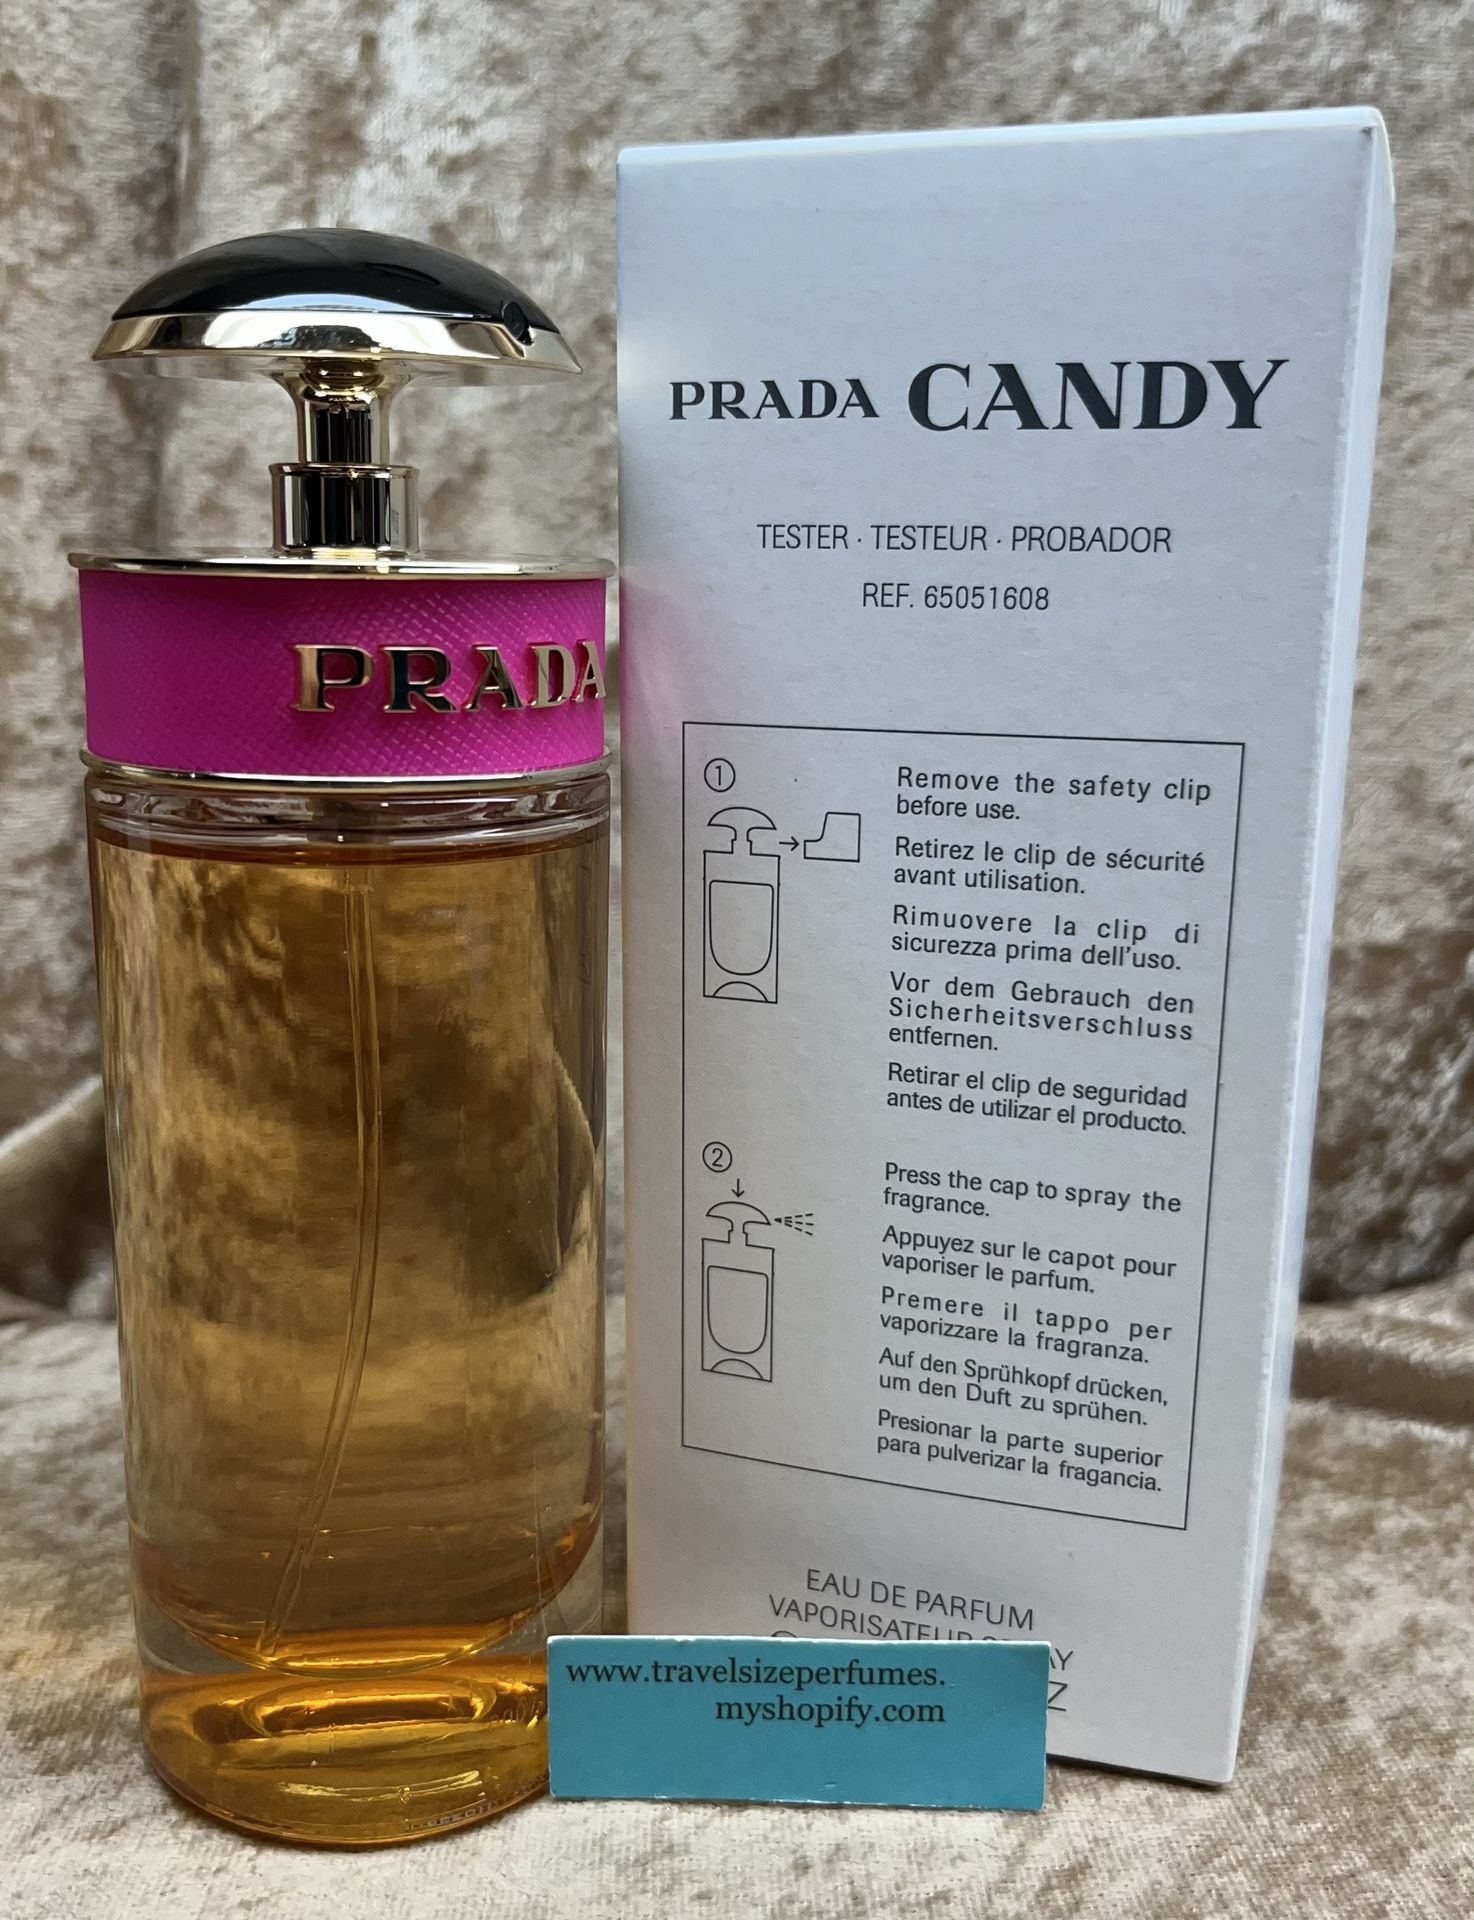 PRADA
PRADA CANDY
TESTER · TESTEUR · PROBADOR
REF. 65051608
1
Remove the safety clip
before use.
Retirez le clip de sécurité
avant utilisation.
Rimuovere la clip di
sicurezza prima dell'uso.
Vor dem Gebrauch den
Sicherheitsverschluss
entfernen.
Retirar el clip de seguridad
antes de utilizar el producto.
2
Press the cap to spray the
fragrance.
Appuyez sur le capot pour
vaporiser le parfum.
Premere il tappo per
vaporizzare la fragranza.
Auf den Sprühkopf drücken,
um den Duft zu sprühen.
Presionar la parte superior
para pulverizar la fragancia.
EAU DE PARFUM
VAPORISATEUR
www.travelsizeperfumes.
myshopify.com